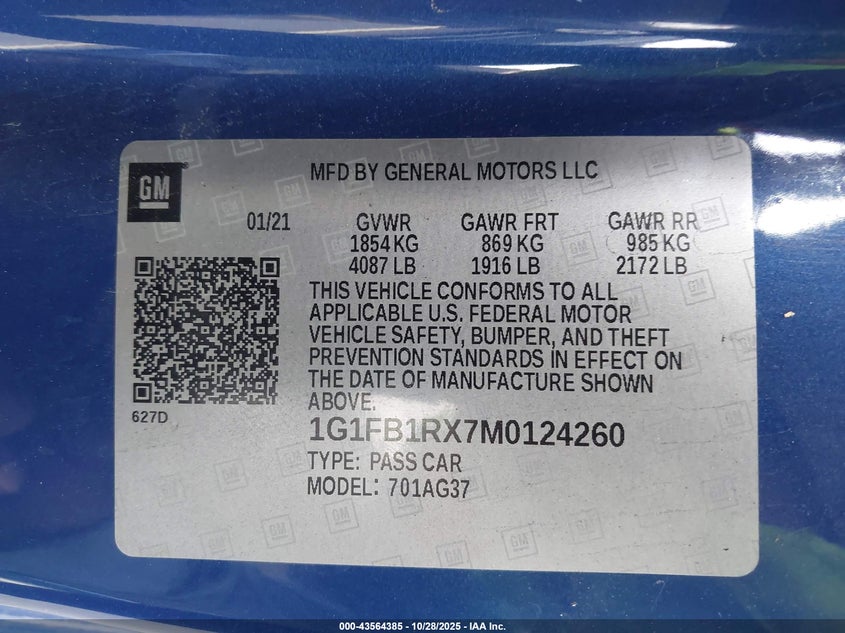 GM
MFD BY GENERAL MOTORS LLC
01/21 GVWR GAWR FRT GAWR RR
1854 KG 869 KG 985 KG
4087 LB 1916 LB 2172 LB
THIS VEHICLE CONFORMS TO ALL
APPLICABLE U.S. FEDERAL MOTOR
VEHICLE SAFETY, BUMPER, AND THEFT
PREVENTION STANDARDS IN EFFECT ON
THE DATE OF MANUFACTURE SHOWN
ABOVE.
627D
1G1FB1RX7M0124260
TYPE: PASS CAR
MODEL: 701AG37
000-43564385 - 10/28/2025 - IAA Inc.